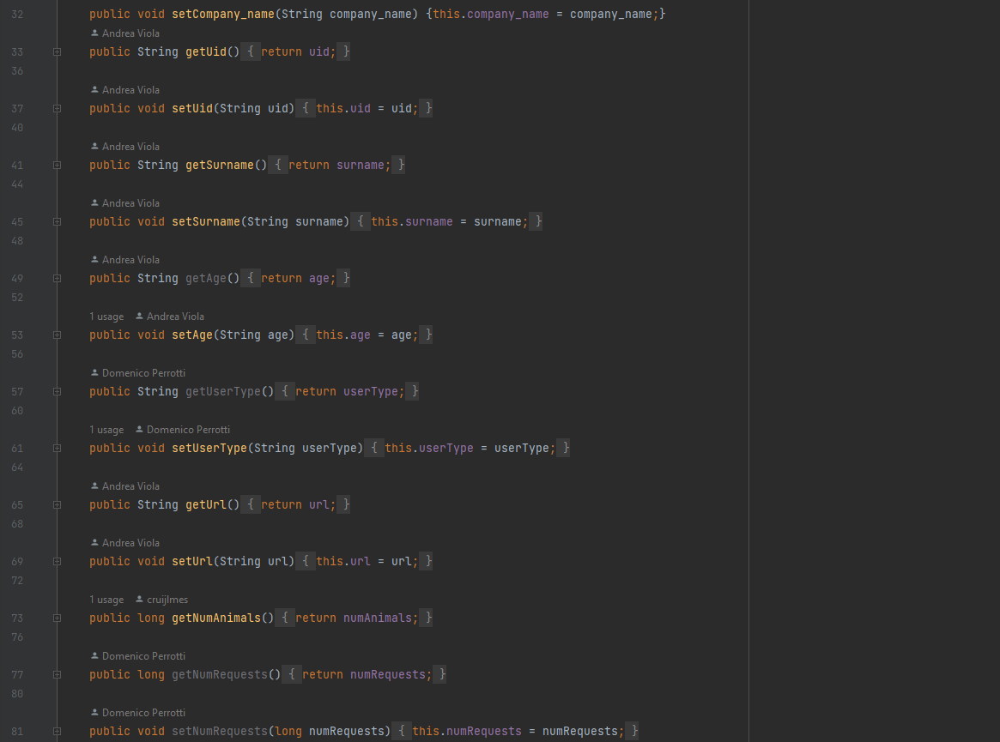 32 public void setCompany_name(String company_name) {this.company_name = company_name;}
Andrea Viola
33 public String getUid() { return uid; }
36
Andrea Viola
37 public void setUid(String uid) { this.uid = uid; }
40
Andrea Viola
41 public String getSurname() { return surname; }
44
Andrea Viola
45 public void setSurname(String surname) { this.surname = surname; }
48
Andrea Viola
49 public String getAge() { return age; }
52
1 usage Andrea Viola
53 public void setAge(String age) { this.age = age; }
56
Domenico Perrotti
57 public String getUserType() { return userType; }
60
1 usage Domenico Perrotti
61 public void setUserType(String userType) { this.userType = userType; }
64
Andrea Viola
65 public String getUrl() { return url; }
68
Andrea Viola
69 public void setUrl(String url) { this.url = url; }
72
1 usage cruijlmes
73 public long getNumAnimals() { return numAnimals; }
76
Domenico Perrotti
77 public long getNumRequests() { return numRequests; }
80
Domenico Perrotti
81 public void setNumRequests(long numRequests) { this.numRequests = numRequests; }